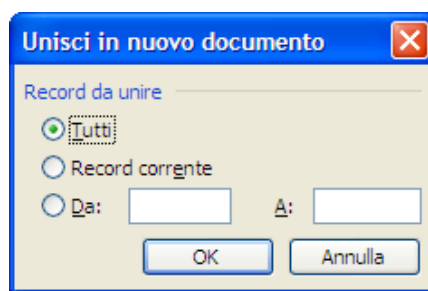 Unisci in nuovo documento
Record da unire
Tutti
Record corrente
Da: A:
OK Annulla